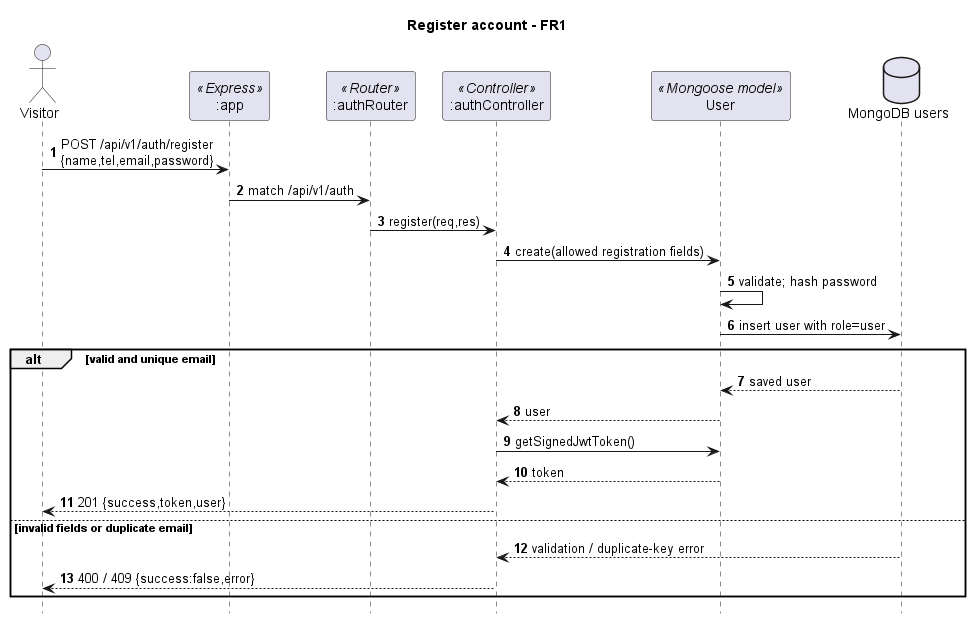 Register account - FR1
Visitor
«Express»
:app
«Router»
:authRouter
«Controller»
:authController
«Mongoose model»
User
MongoDB users
1 POST /api/v1/auth/register
{name,tel,email,password}
2 match /api/v1/auth
3 register(req,res)
4 create(allowed registration fields)
5 validate; hash password
6 insert user with role=user
alt [valid and unique email]
7 saved user
8 user
9 getSignedJwtToken()
10 token
11 201 {success,token,user}
[invalid fields or duplicate email]
12 validation / duplicate-key error
13 400 / 409 {success:false,error}